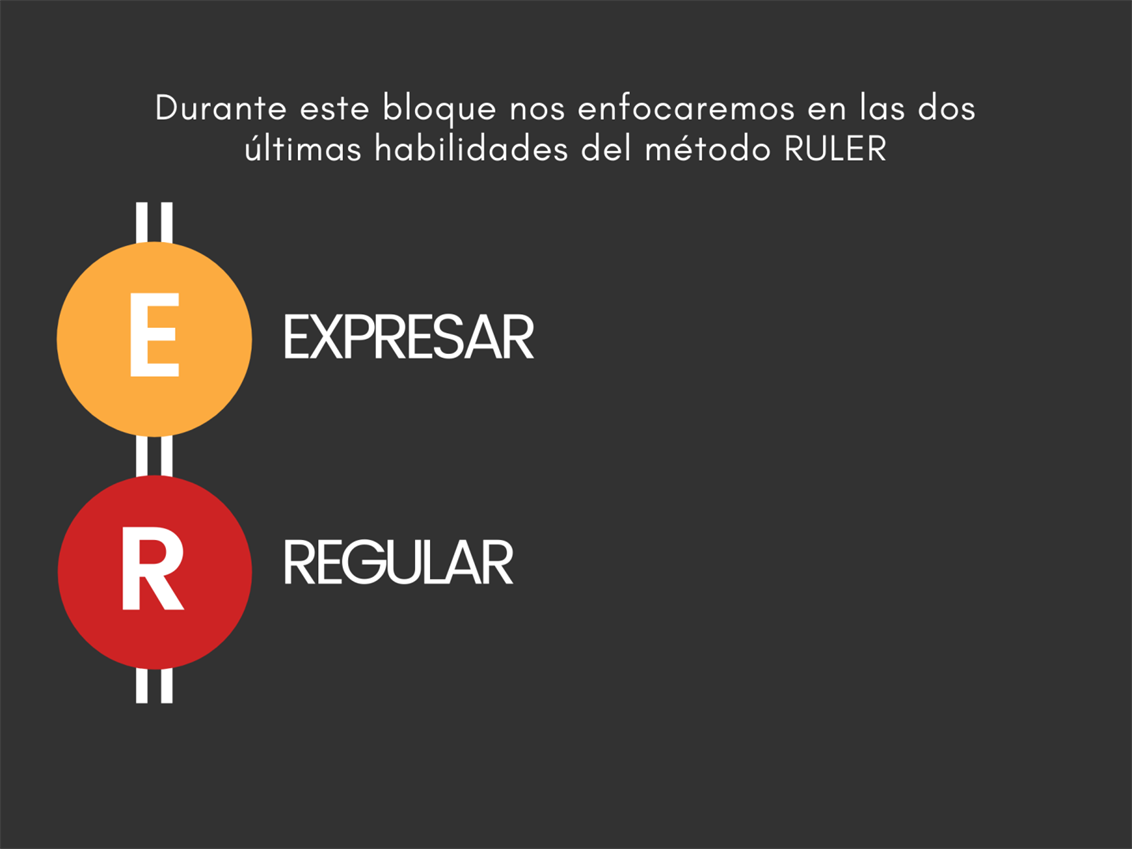 Durante este bloque nos enfocaremos en las dos
últimas habilidades del método RULER
E
EXPRESAR
R
REGULAR